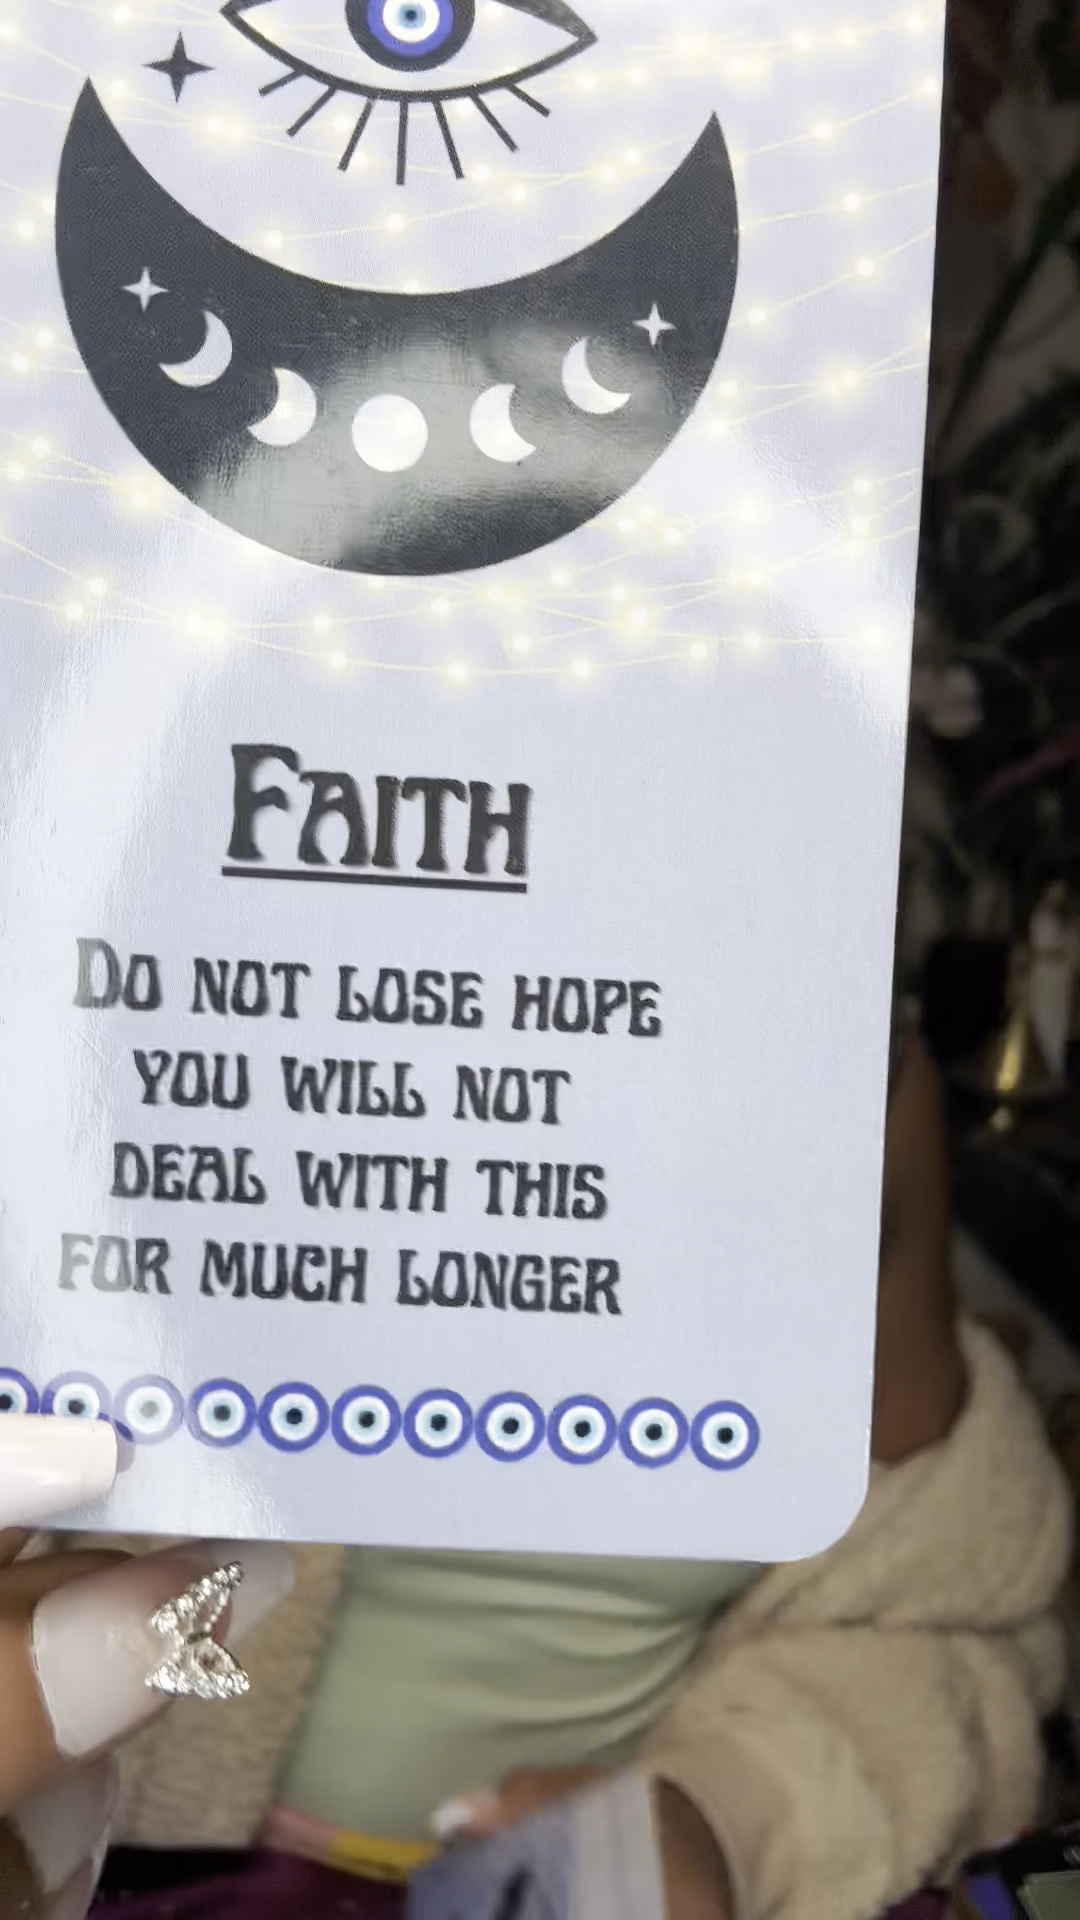 FAITH
DO NOT LOSE HOPE
YOU WILL NOT
DEAL WITH THIS
FOR MUCH LONGER